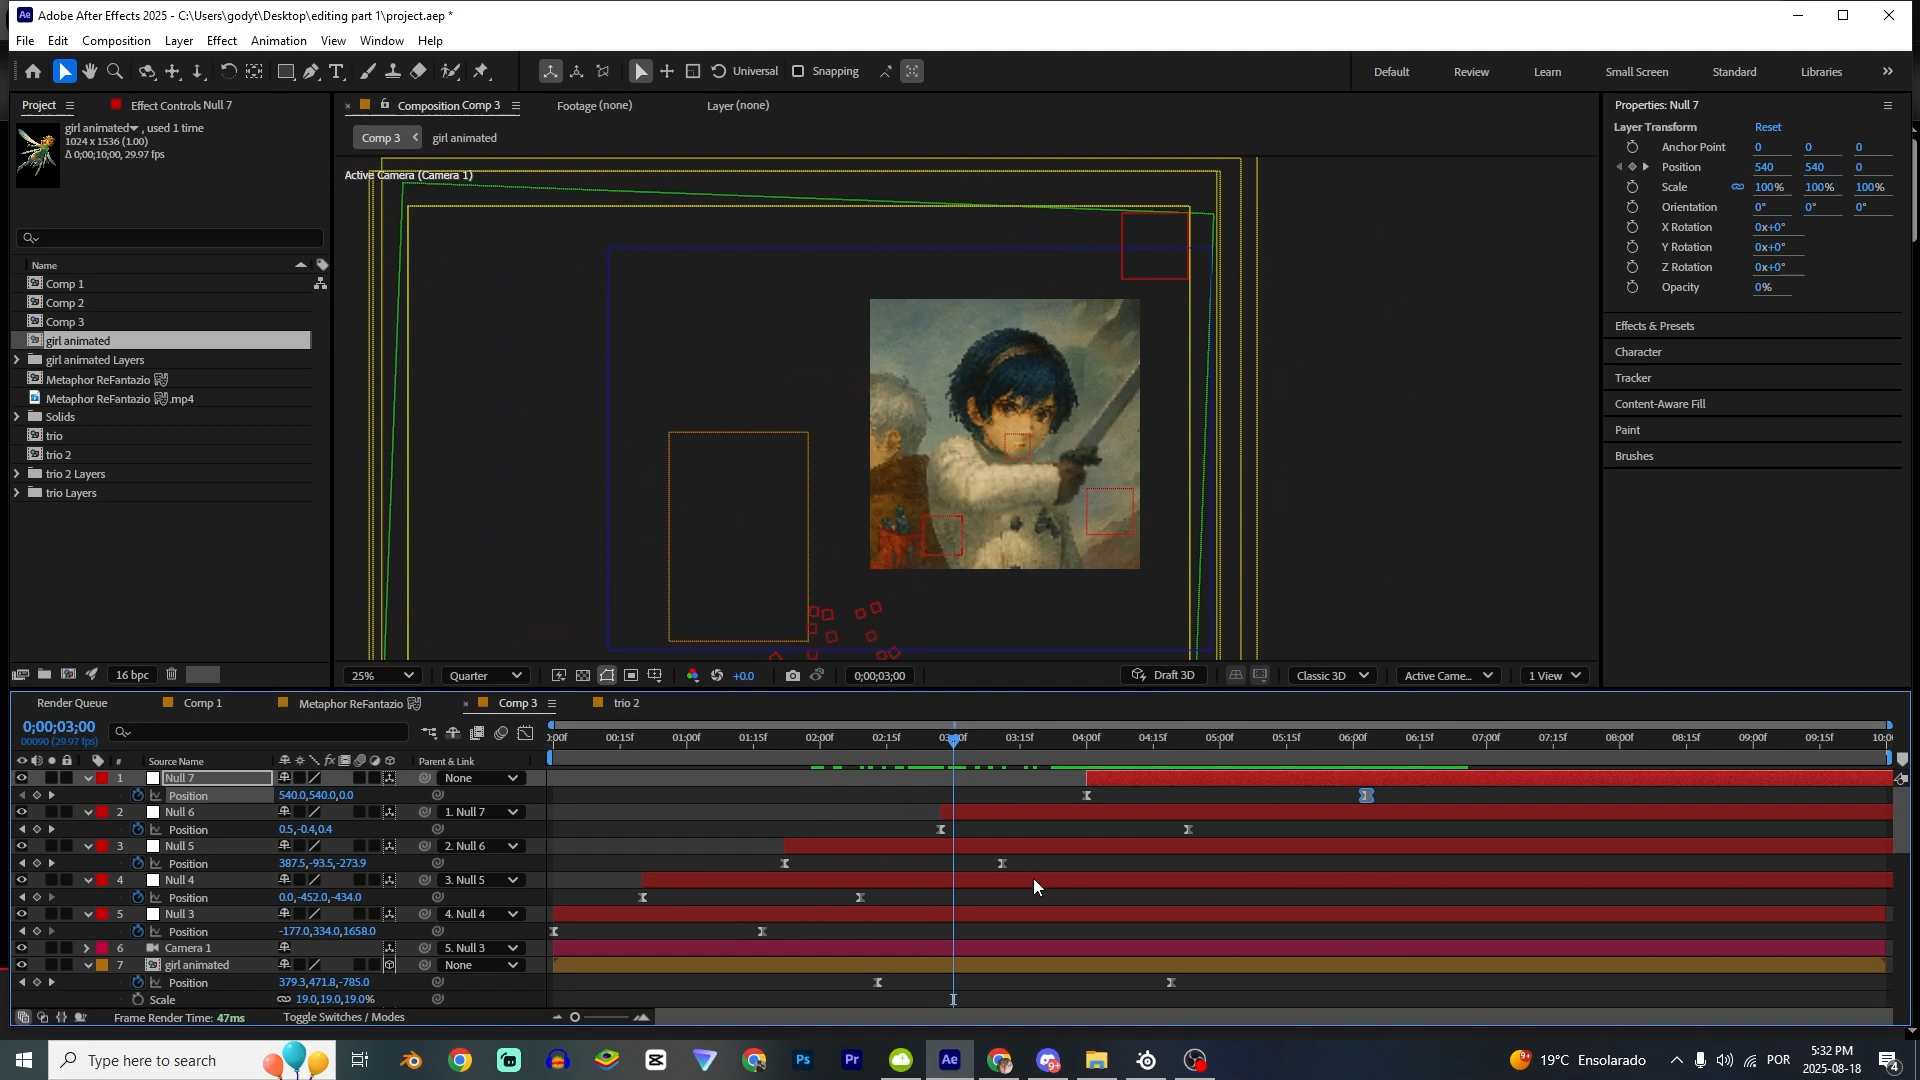 Adobe After Effects 2025 - C:\Users\godyt\Desktop\editing part 1\project.aep *
File Edit Composition Layer Effect Animation View Window Help
Universal Snapping Default Review Learn Small Screen Standard Libraries
Project Effect Controls Null 7
girl animated , used 1 time
1024 x 1536 (1.00)
Δ 0;00;10;00, 29.97 fps
Name
Comp 1
Comp 2
Comp 3
girl animated
girl animated Layers
Metaphor ReFantazio
Metaphor ReFantazio .mp4
Solids
trio
trio 2
trio 2 Layers
trio Layers
16 bpc
Composition Comp 3 Footage (none) Layer (none)
Comp 3 girl animated
Active Camera (Camera 1)
25% Quarter +0.0 0;00;03;00 Draft 3D Classic 3D Active Came... 1 View
Properties: Null 7
Layer Transform Reset
Anchor Point 0 0 0
Position 540 540 0
Scale 100% 100% 100%
Orientation 0° 0° 0°
X Rotation 0x+0°
Y Rotation 0x+0°
Z Rotation 0x+0°
Opacity 0%
Effects & Presets
Character
Tracker
Content-Aware Fill
Paint
Brushes
Render Queue Comp 1 Metaphor ReFantazio Comp 3 trio 2
0;00;03;00
00090 (29.97 fps)
:00f 00:15f 01:00f 01:15f 02:00f 02:15f 03:00f 03:15f 04:00f 04:15f 05:00f 05:15f 06:00f 06:15f 07:00f 07:15f 08:00f 08:15f 09:00f 09:15f 10:0
# Source Name fx Parent & Link
1 Null 7 None
Position 540.0,540.0,0.0
2 Null 6 1. Null 7
Position 0.5,-0.4,0.4
3 Null 5 2. Null 6
Position 387.5,-93.5,-273.9
4 Null 4 3. Null 5
Position 0.0,-452.0,-434.0
5 Null 3 4. Null 4
Position -177.0,334.0,1658.0
6 Camera 1 5. Null 3
7 girl animated None
Position 379.3,471.8,-785.0
Scale 19.0,19.0,19.0%
Frame Render Time: 47ms Toggle Switches / Modes
Type here to search Ps Pr Ae 9+ 9+ 19°C Ensolarado POR 5:32 PM
2025-08-18 4